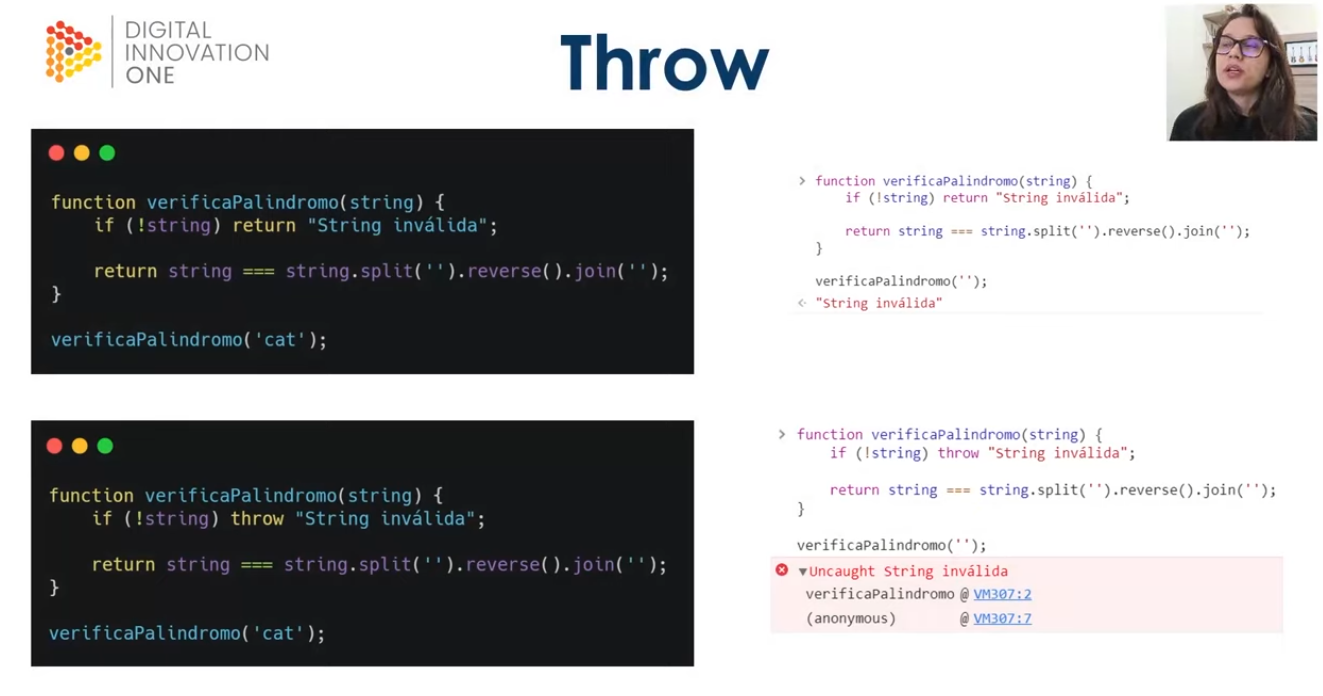 DIGITAL
INNOVATION
ONE
Throw
function verificaPalindromo(string) {
    if (!string) return "String inválida";
    return string === string.split('').reverse().join('');
}
verificaPalindromo('cat');
> function verificaPalindromo(string) {
    if (!string) return "String inválida";
    return string === string.split('').reverse().join('');
}
verificaPalindromo('');
< "String inválida"
function verificaPalindromo(string) {
    if (!string) throw "String inválida";
    return string === string.split('').reverse().join('');
}
verificaPalindromo('cat');
> function verificaPalindromo(string) {
    if (!string) throw "String inválida";
    return string === string.split('').reverse().join('');
}
verificaPalindromo('');
▼Uncaught String inválida
verificaPalindromo @ VM307:2
(anonymous) @ VM307:7